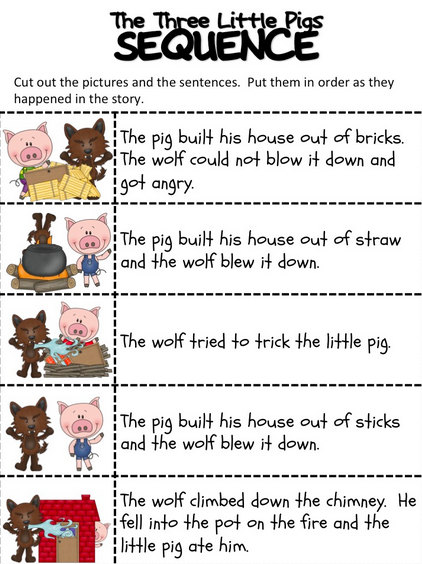 The Three Little Pigs
SEQUENCE
Cut out the pictures and the sentences.  Put them in order as they
happened in the story.
The pig built his house out of bricks.
The wolf could not blow it down and
got angry.
The pig built his house out of straw
and the wolf blew it down.
The wolf tried to trick the little pig.
The pig built his house out of sticks
and the wolf blew it down.
The wolf climbed down the chimney.  He
fell into the pot on the fire and the
little pig ate him.